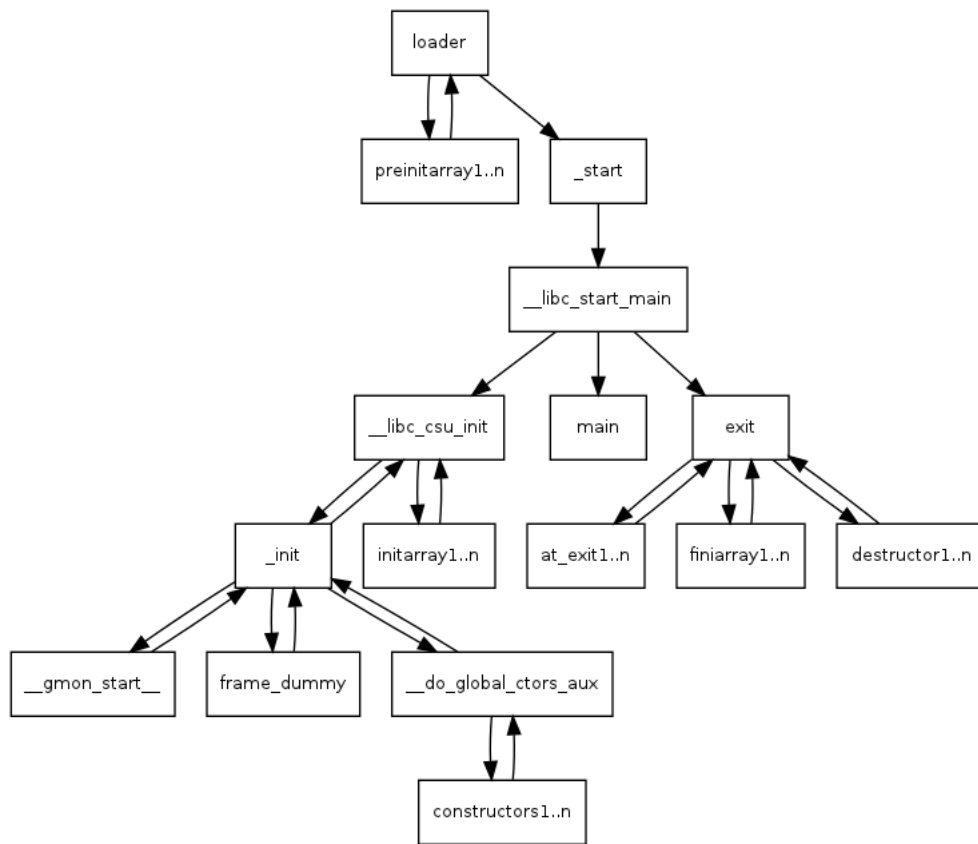 loader
preinitarray1..n
_start
__libc_start_main
__libc_csu_init
main
exit
_init
initarray1..n
at_exit1..n
finiarray1..n
destructor1..n
__gmon_start__
frame_dummy
__do_global_ctors_aux
constructors1..n